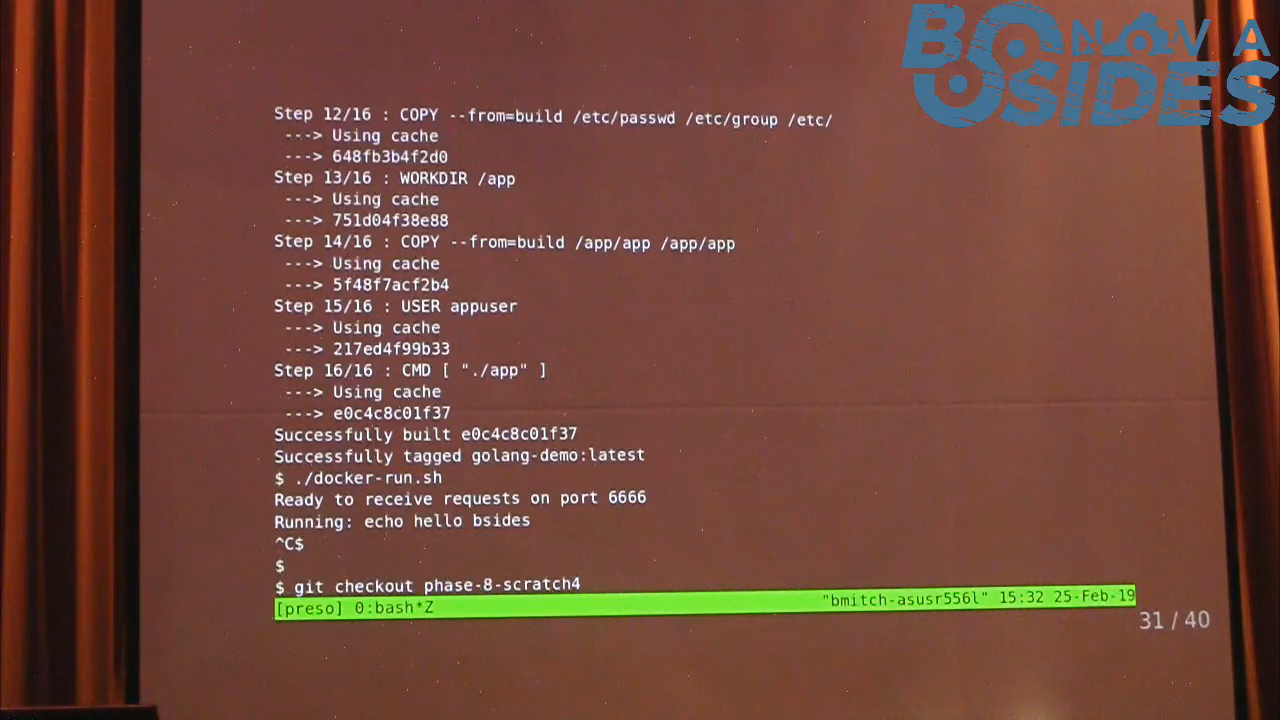 BSIDES NOVA
Step 12/16 : COPY --from=build /etc/passwd /etc/group /etc/
---> Using cache
---> 648fb3b4f2d0
Step 13/16 : WORKDIR /app
---> Using cache
---> 751d04f38e88
Step 14/16 : COPY --from=build /app/app /app/app
---> Using cache
---> 5f48f7acf2b4
Step 15/16 : USER appuser
---> Using cache
---> 217ed4f99b33
Step 16/16 : CMD [ "./app" ]
---> Using cache
---> e0c4c8c01f37
Successfully built e0c4c8c01f37
Successfully tagged golang-demo:latest
$ ./docker-run.sh
Ready to receive requests on port 6666
Running: echo hello bsides
^C$
$
$ git checkout phase-8-scratch4
[preso] 0:bash*Z "bmitch-asusr556l" 15:32 25-Feb-19
31 / 40